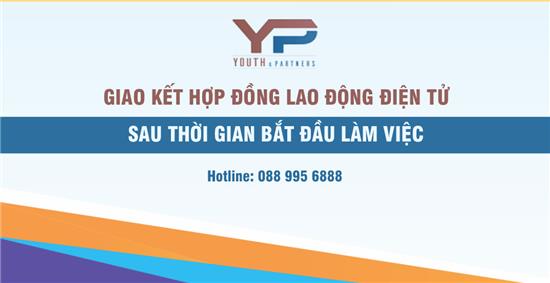 YP
YOUTH & PARTNERS
GIAO KẾT HỢP ĐỒNG LAO ĐỘNG ĐIỆN TỬ
SAU THỜI GIAN BẮT ĐẦU LÀM VIỆC
Hotline: 088 995 6888